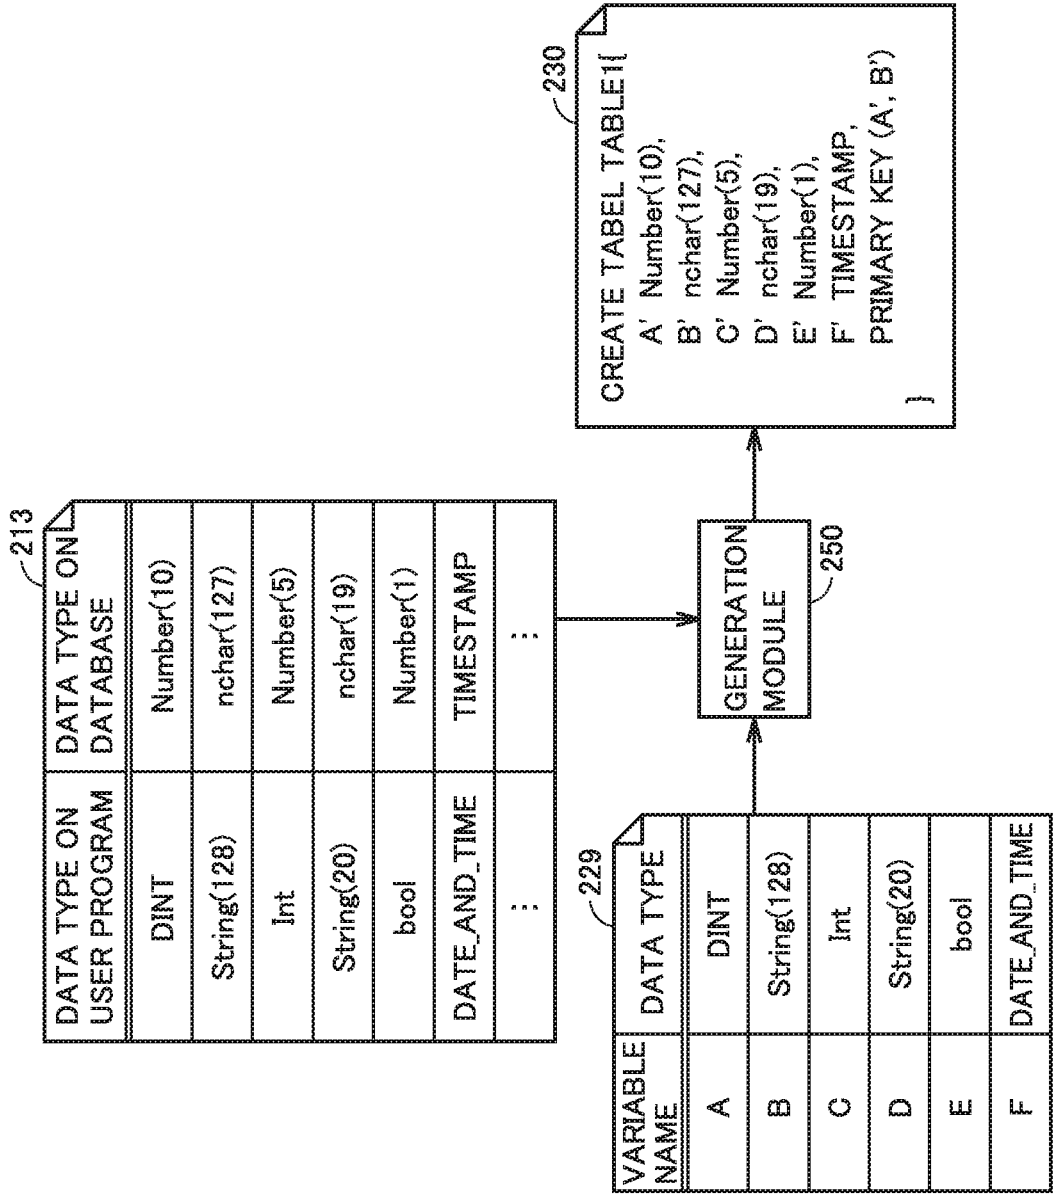 213
DATA TYPE ON USER PROGRAM DATA TYPE ON DATABASE
DINT Number(10)
String(128) nchar(127)
Int Number(5)
String(20) nchar(19)
bool Number(1)
DATE_AND_TIME TIMESTAMP
... ...
229
VARIABLE NAME DATA TYPE
A DINT
B String(128)
C Int
D String(20)
E bool
F DATE_AND_TIME
GENERATION
MODULE
250
230
CREATE TABEL TABLE1{
A' Number(10),
B' nchar(127),
C' Number(5),
D' nchar(19),
E' Number(1),
F' TIMESTAMP,
PRIMARY KEY (A', B')
}